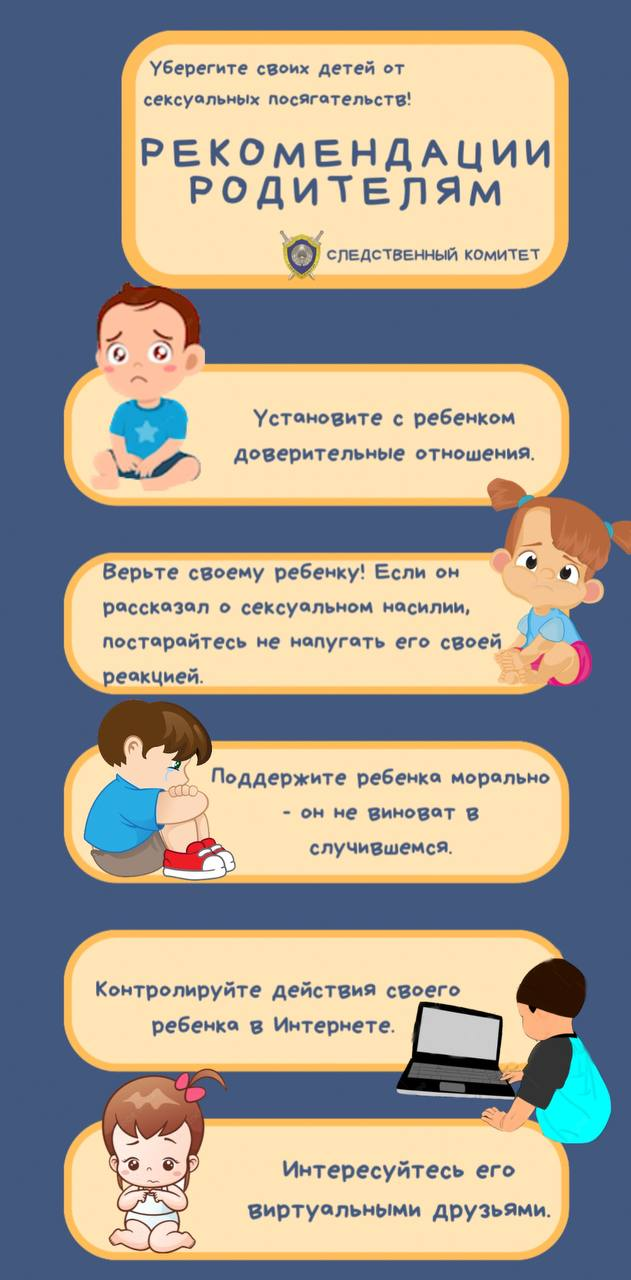 Уберегите своих детей от
сексуальных посягательств!
РЕКОМЕНДАЦИИ
РОДИТЕЛЯМ
СЛЕДСТВЕННЫЙ КОМИТЕТ
Установите с ребенком
доверительные отношения.
Верьте своему ребенку! Если он
рассказал о сексуальном насилии,
постарайтесь не напугать его своей
реакцией.
Поддержите ребенка морально
- он не виноват в
случившемся.
Контролируйте действия своего
ребенка в Интернете.
Интересуйтесь его
виртуальными друзьями.